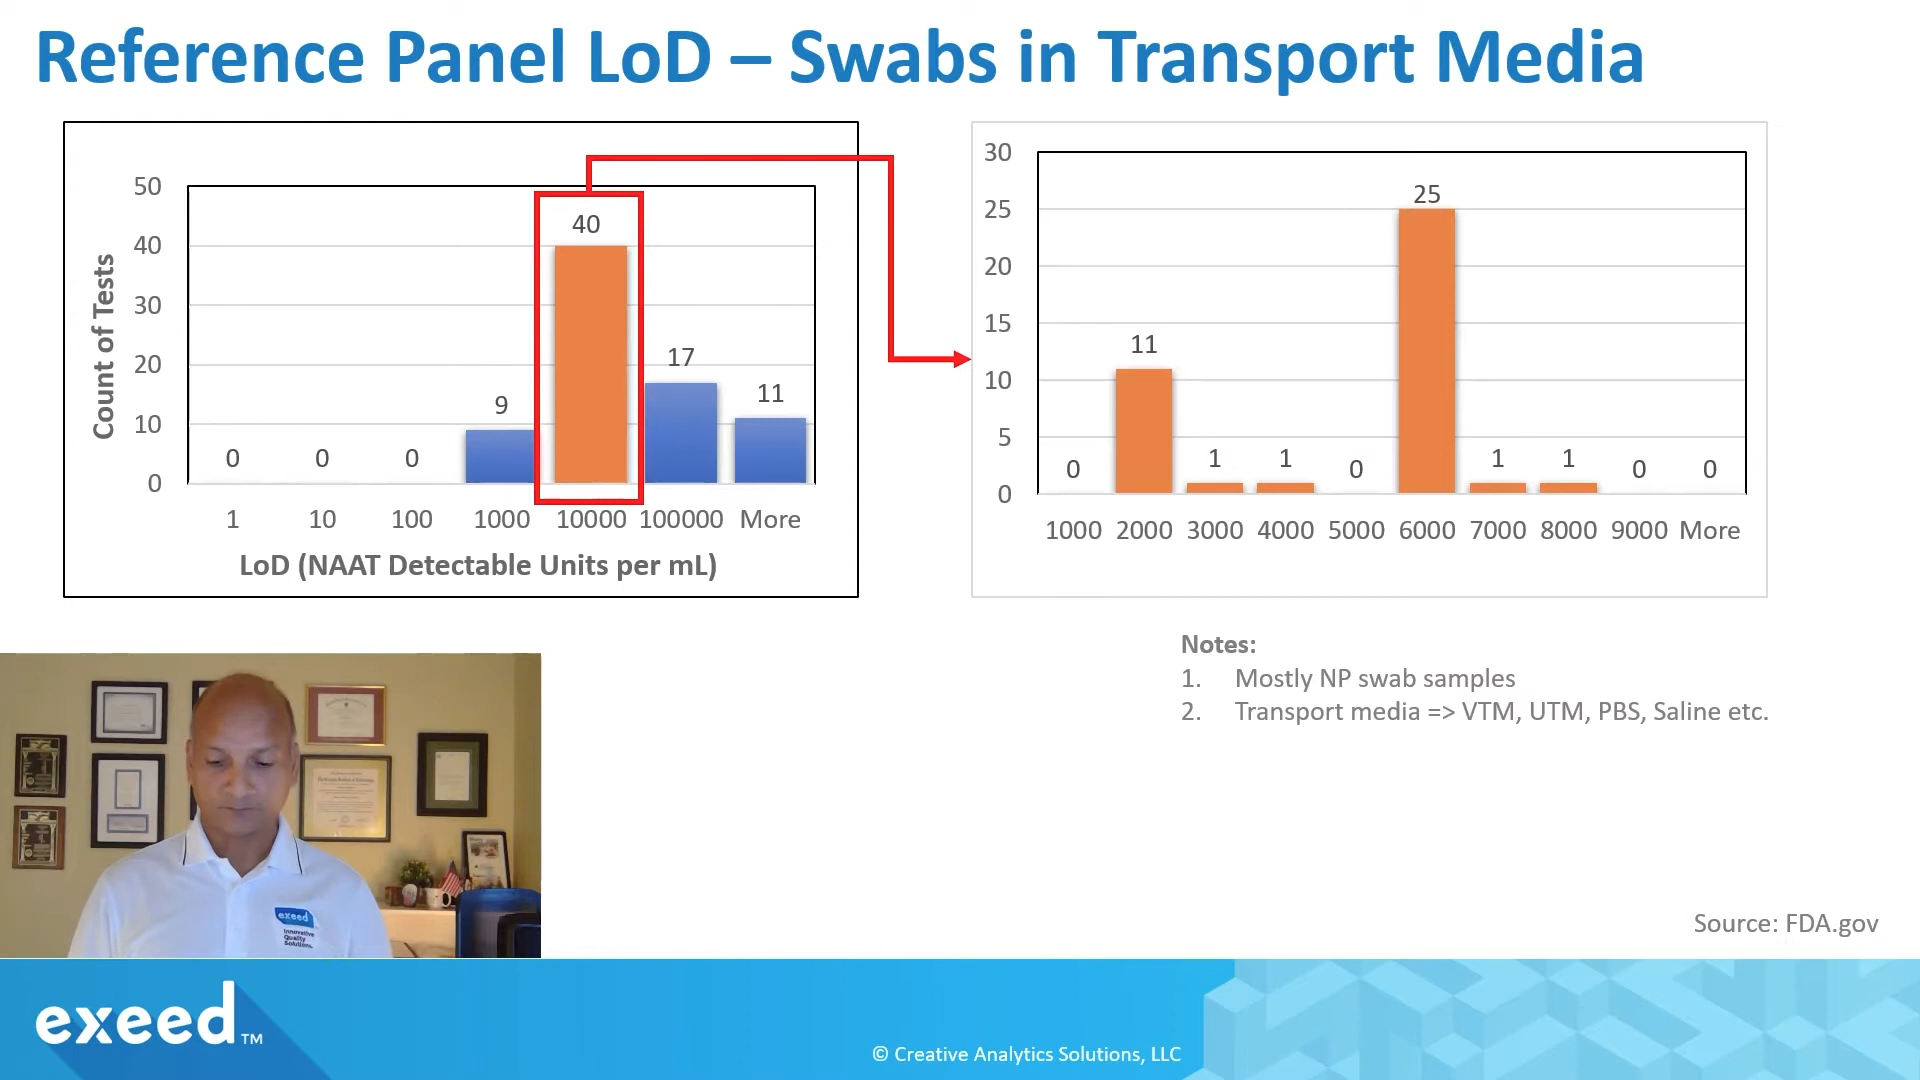 Reference Panel LoD – Swabs in Transport Media
50
40
30
20
10
0
Count of Tests
0
0
0
9
40
17
11
1 10 100 1000 10000 100000 More
LoD (NAAT Detectable Units per mL)
30
25
20
15
10
5
0
0
11
1
1
0
25
1
1
0
0
1000 2000 3000 4000 5000 6000 7000 8000 9000 More
Notes:
1. Mostly NP swab samples
2. Transport media => VTM, UTM, PBS, Saline etc.
exeed
Innovative
Quality
Solutions.
Source: FDA.gov
exeed™
© Creative Analytics Solutions, LLC